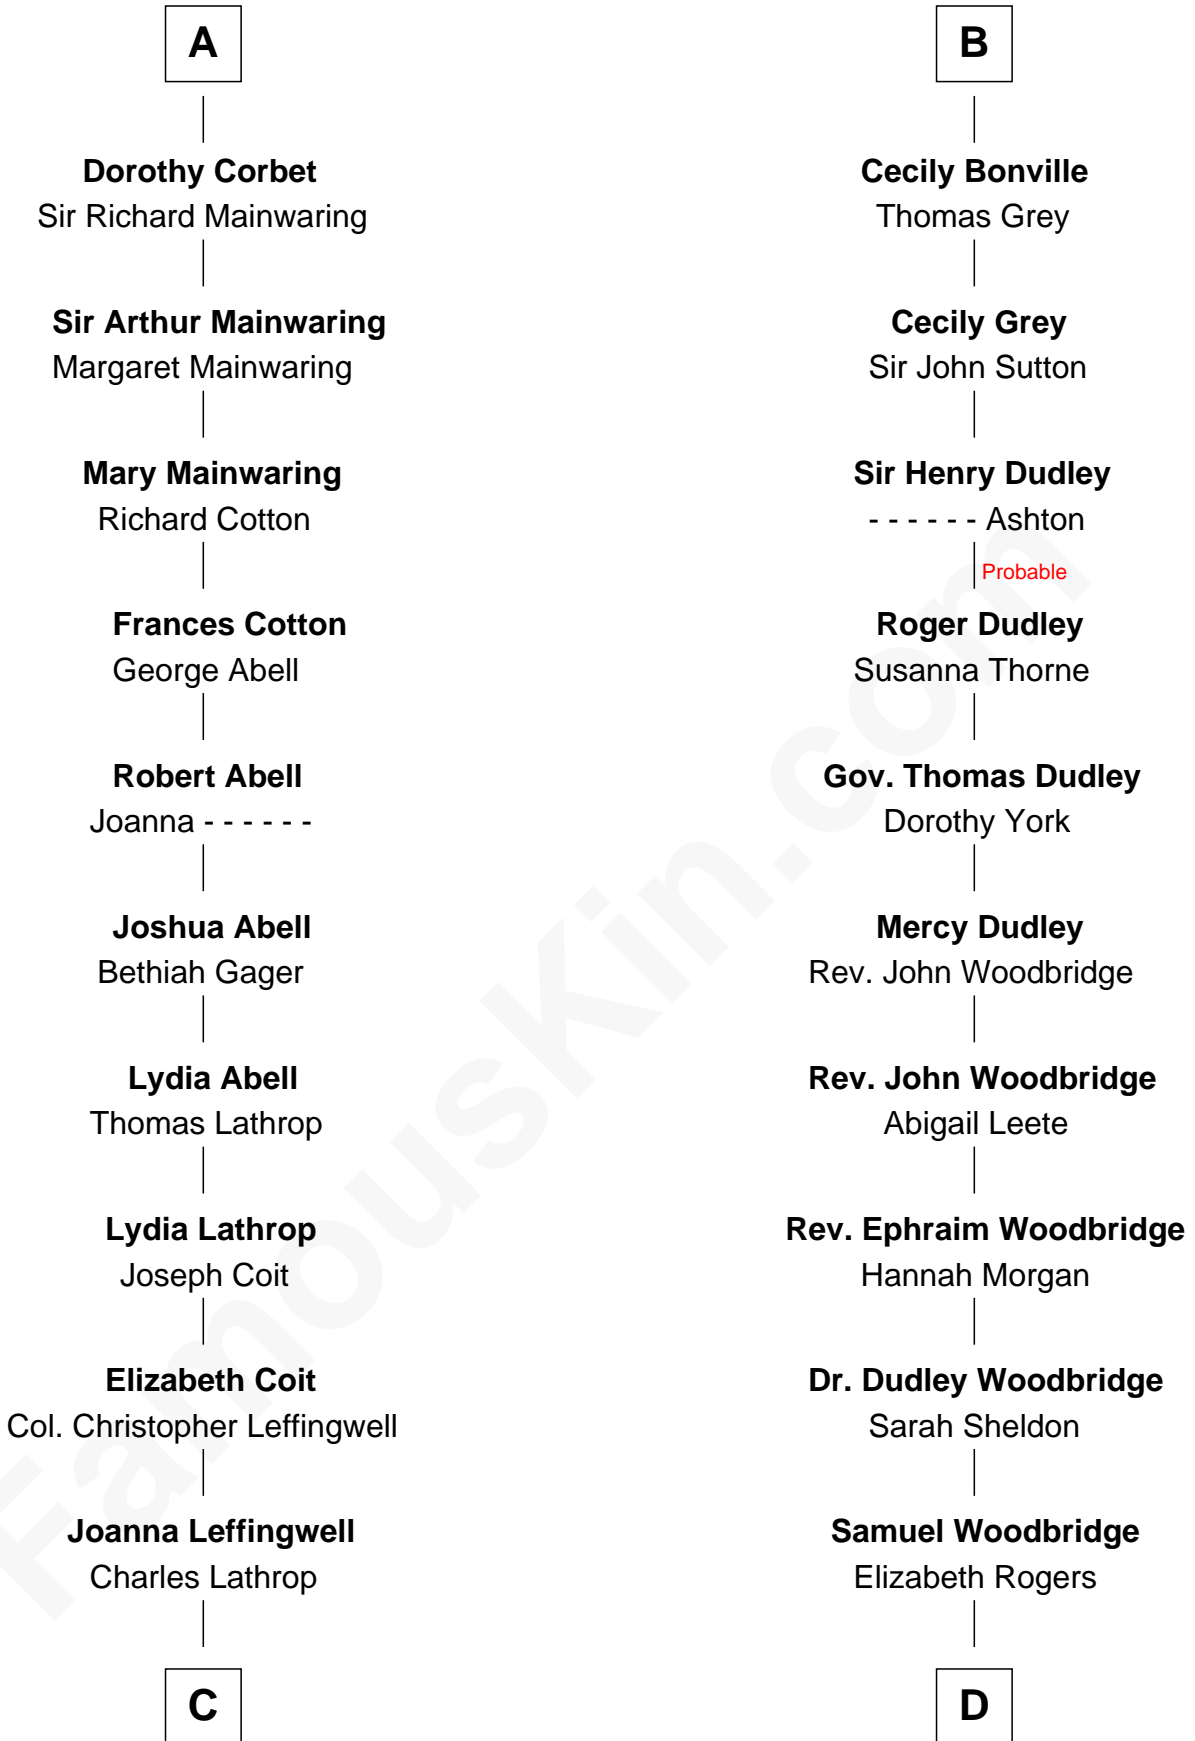 A
Dorothy Corbet
Sir Richard Mainwaring
Sir Arthur Mainwaring
Margaret Mainwaring
Mary Mainwaring
Richard Cotton
Frances Cotton
George Abell
Robert Abell
Joanna - - - - - -
Joshua Abell
Bethiah Gager
Lydia Abell
Thomas Lathrop
Lydia Lathrop
Joseph Coit
Elizabeth Coit
Col. Christopher Leffingwell
Joanna Leffingwell
Charles Lathrop
C
B
Cecily Bonville
Thomas Grey
Cecily Grey
Sir John Sutton
Sir Henry Dudley
- - - - - - Ashton
Probable
Roger Dudley
Susanna Thorne
Gov. Thomas Dudley
Dorothy York
Mercy Dudley
Rev. John Woodbridge
Rev. John Woodbridge
Abigail Leete
Rev. Ephraim Woodbridge
Hannah Morgan
Dr. Dudley Woodbridge
Sarah Sheldon
Samuel Woodbridge
Elizabeth Rogers
D
FamousKin.com